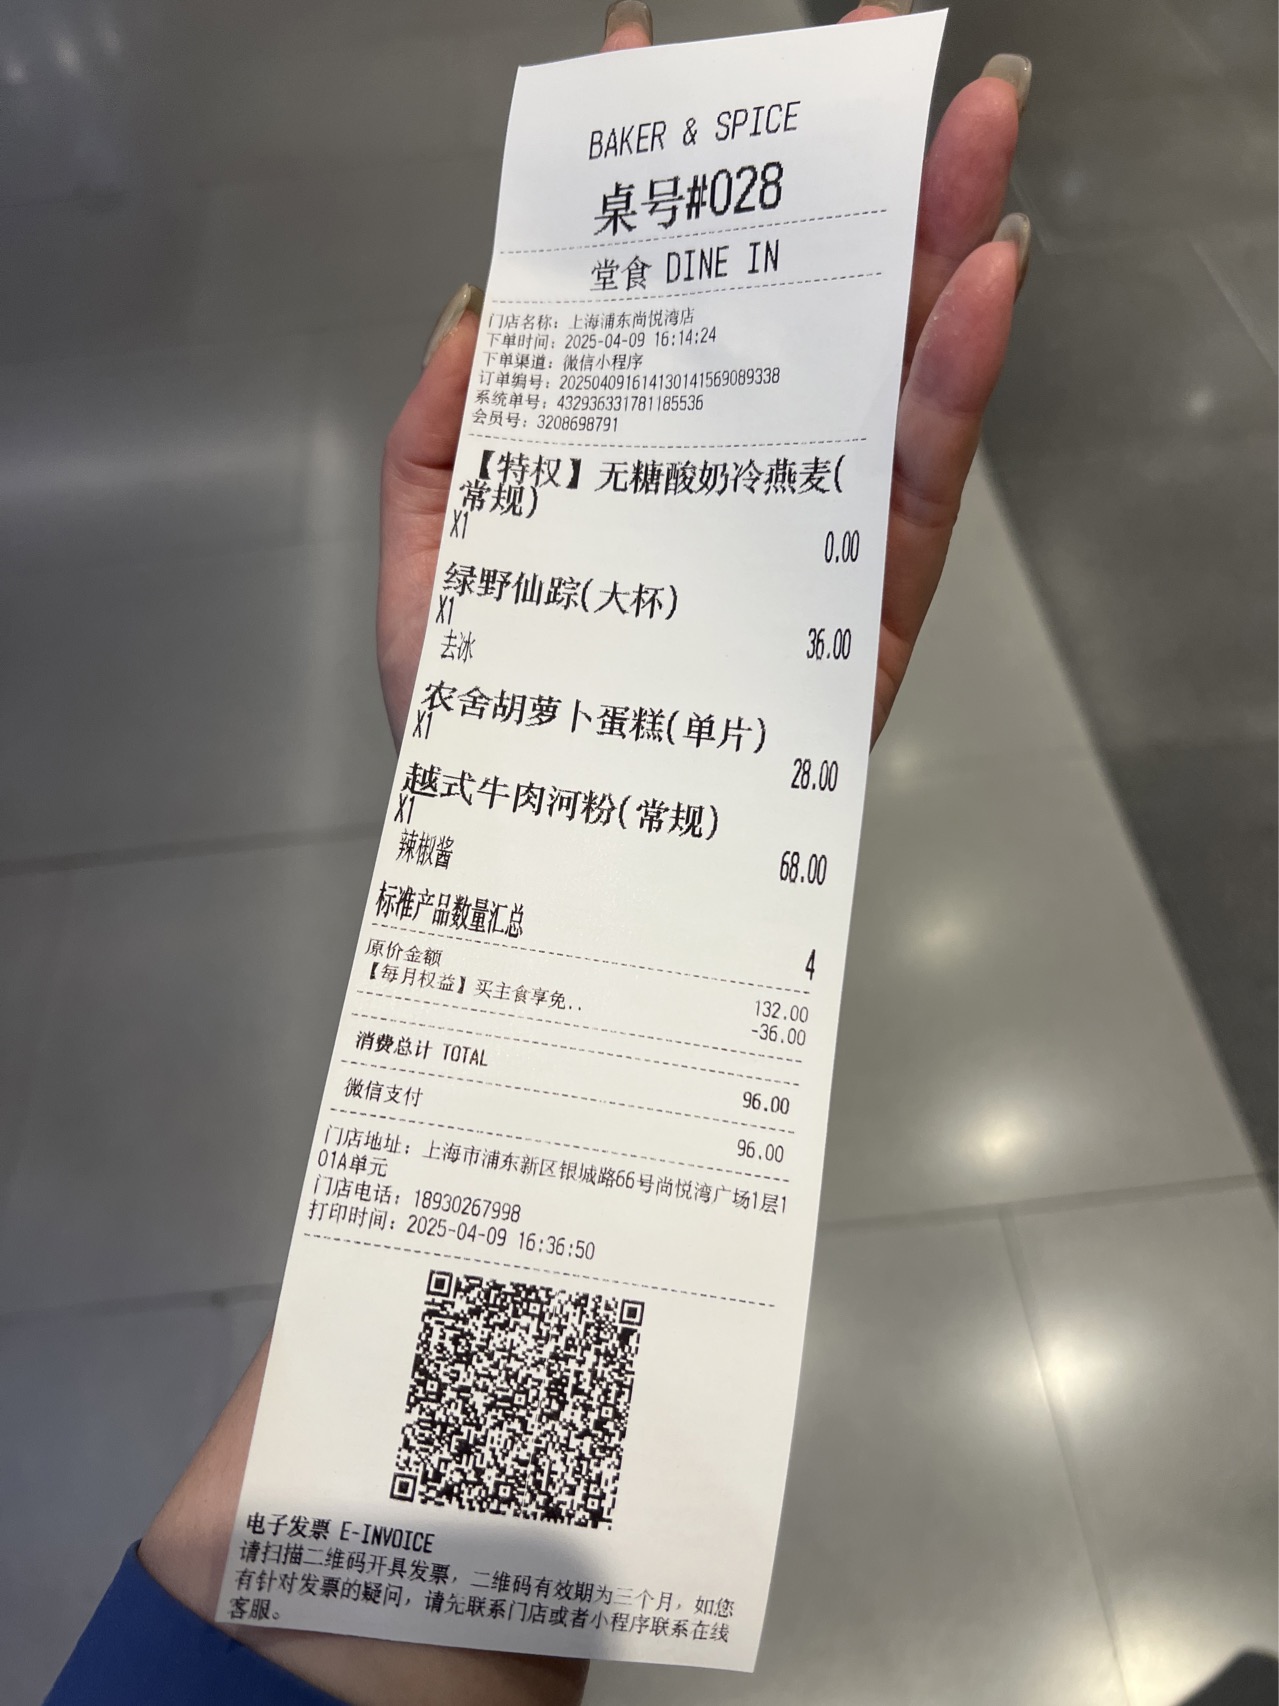 BAKER & SPICE
桌号#028
堂食 DINE IN
门店名称：上海浦东尚悦湾店
下单时间：2025-04-09 16:14:24
下单渠道：微信小程序
订单编号：202504091614130141569089338
系统单号：432936331781185536
会员号：3208698791
【特权】无糖酸奶冷燕麦(
常规)
X1
0.00
绿野仙踪(大杯)
X1
36.00
去冰
农舍胡萝卜蛋糕(单片)
X1
28.00
越式牛肉河粉(常规)
X1
68.00
辣椒酱
标准产品数量汇总
4
原价金额 132.00
【每月权益】买主食享免.. -36.00
消费总计 TOTAL 96.00
微信支付 96.00
门店地址：上海市浦东新区银城路66号尚悦湾广场1层1
01A单元
门店电话：18930267998
打印时间：2025-04-09 16:36:50
电子发票 E-INVOICE
请扫描二维码开具发票，二维码有效期为三个月，如您
有针对发票的疑问，请先联系门店或者小程序联系在线
客服。